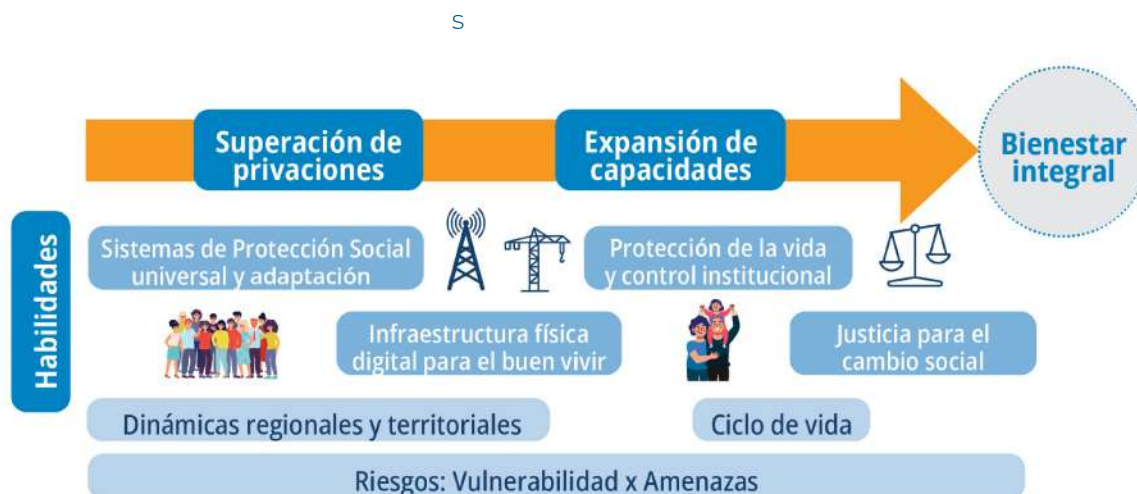 S
Superación de
privaciones
Expansión de
capacidades
Bienestar
integral
Habilidades
Sistemas de Protección Social
universal y adaptación
Protección de la vida
y control institucional
Infraestructura física
digital para el buen vivir
Justicia para el
cambio social
Dinámicas regionales y territoriales
Ciclo de vida
Riesgos: Vulnerabilidad x Amenazas